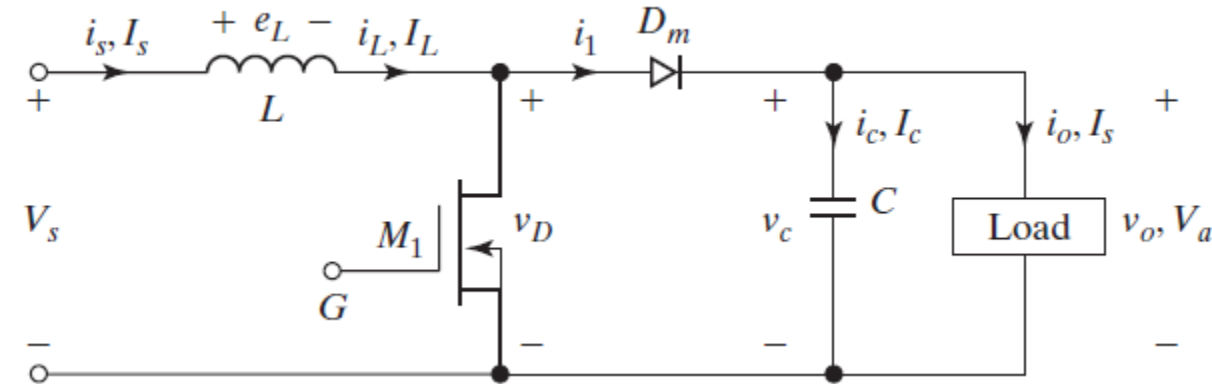 + e_L −
i_s, I_s
i_L, I_L
i_1
D_m
L
+
+
+
+
i_c, I_c
i_o, I_s
V_s
M_1
v_D
v_c
C
Load
v_o, V_a
G
−
−
−
−